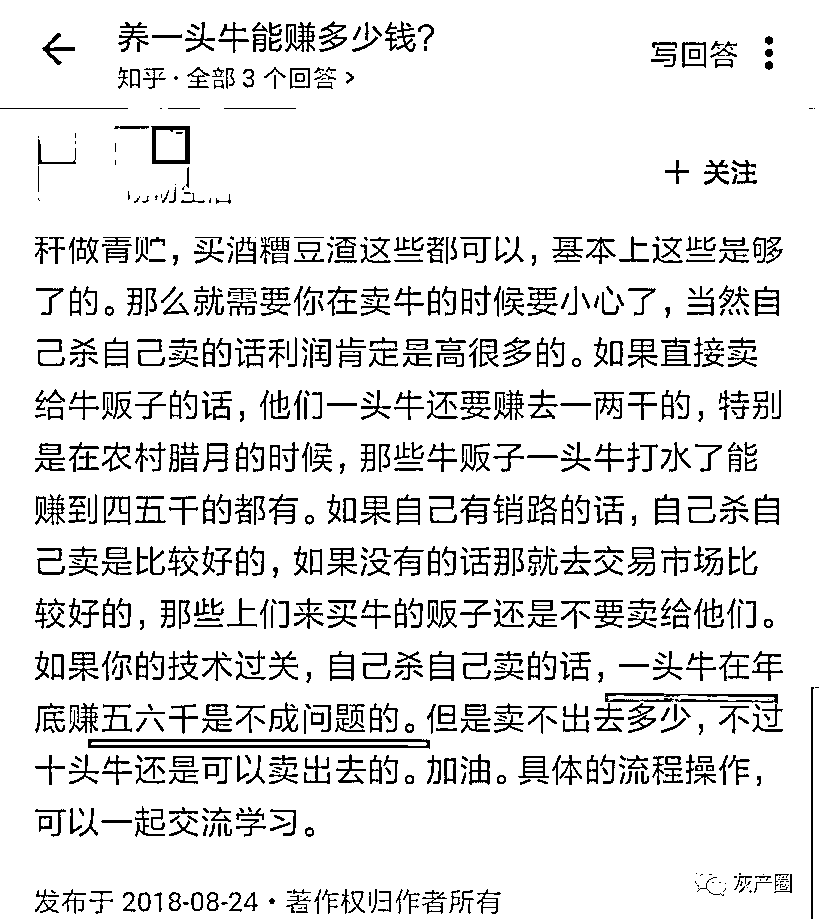 养一头牛能赚多少钱?
知乎 · 全部 3 个回答 >
写回答
+ 关注
秆做青贮，买酒糟豆渣这些都可以，基本上这些是够
了的。那么就需要你在卖牛的时候要小心了，当然自
己杀自己卖的话利润肯定是高很多的。如果直接卖
给牛贩子的话，他们一头牛还要赚去一两千的，特别
是在农村腊月的时候，那些牛贩子一头牛打水了能
赚到四五千的都有。如果自己有销路的话，自己杀自
己卖是比较好的，如果没有的话那就去交易市场比
较好的，那些上们来买牛的贩子还是不要卖给他们。
如果你的技术过关，自己杀自己卖的话，一头牛在年
底赚五六千是不成问题的。但是卖不出去多少，不过
十头牛还是可以卖出去的。加油。具体的流程操作，
可以一起交流学习。
发布于 2018-08-24 · 著作权归作者所有
灰产圈